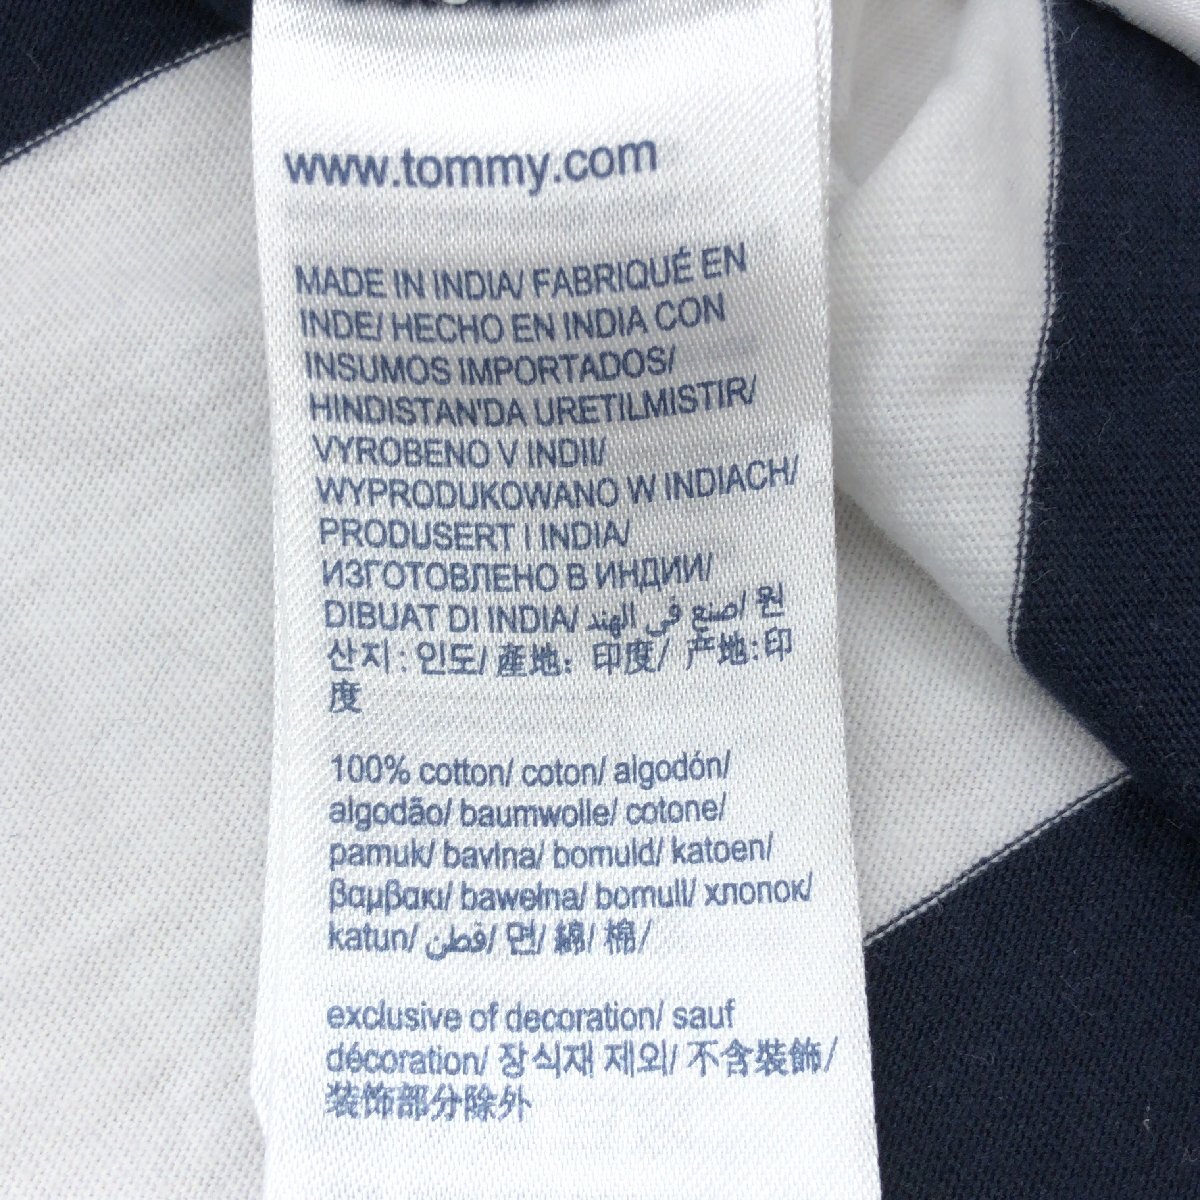 www.tommy.com
MADE IN INDIA/ FABRIQUÉ EN
INDE/ HECHO EN INDIA CON
INSUMOS IMPORTADOS/
HINDISTAN'DA URETILMISTIR/
VYROBENO V INDII/
WYPRODUKOWANO W INDIACH/
PRODUSERT I INDIA/
ИЗГОТОВЛЕНО В ИНДИИ/
DIBUAT DI INDIA/ صنع في الهند/ 원
산지 : 인도/ 產地: 印度/ 产地:印
度
100% cotton/ coton/ algodón/
algodão/ baumwolle/ cotone/
pamuk/ bavlna/ bomuld/ katoen/
βαμβακι/ bawełna/ bomull/ хлопок/
katun/ قطن/ 면/ 綿/ 棉/
exclusive of decoration/ sauf
décoration/ 장식재 제외/ 不含裝飾/
装饰部分除外